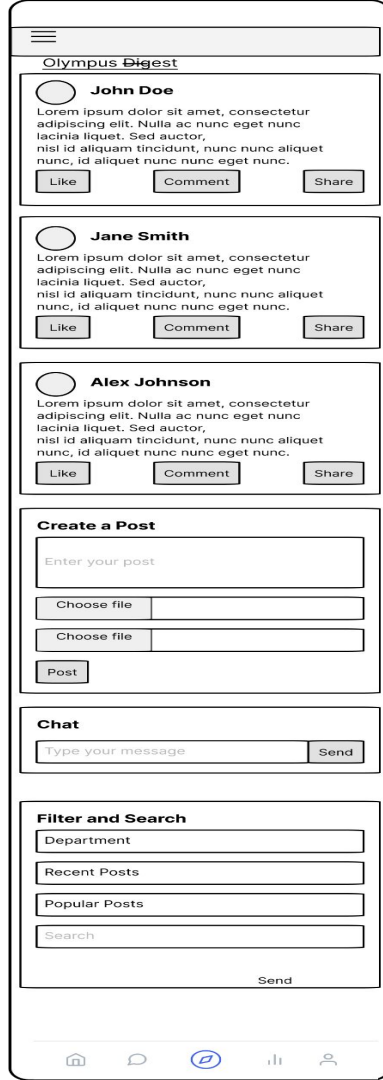 Olympus Digest
John Doe
Lorem ipsum dolor sit amet, consectetur
adipiscing elit. Nulla ac nunc eget nunc
lacinia liquet. Sed auctor,
nisl id aliquam tincidunt, nunc nunc aliquet
nunc, id aliquet nunc nunc eget nunc.
Like Comment Share
Jane Smith
Lorem ipsum dolor sit amet, consectetur
adipiscing elit. Nulla ac nunc eget nunc
lacinia liquet. Sed auctor,
nisl id aliquam tincidunt, nunc nunc aliquet
nunc, id aliquet nunc nunc eget nunc.
Like Comment Share
Alex Johnson
Lorem ipsum dolor sit amet, consectetur
adipiscing elit. Nulla ac nunc eget nunc
lacinia liquet. Sed auctor,
nisl id aliquam tincidunt, nunc nunc aliquet
nunc, id aliquet nunc nunc eget nunc.
Like Comment Share
Create a Post
Enter your post
Choose file
Choose file
Post
Chat
Type your message Send
Filter and Search
Department
Recent Posts
Popular Posts
Search
Send